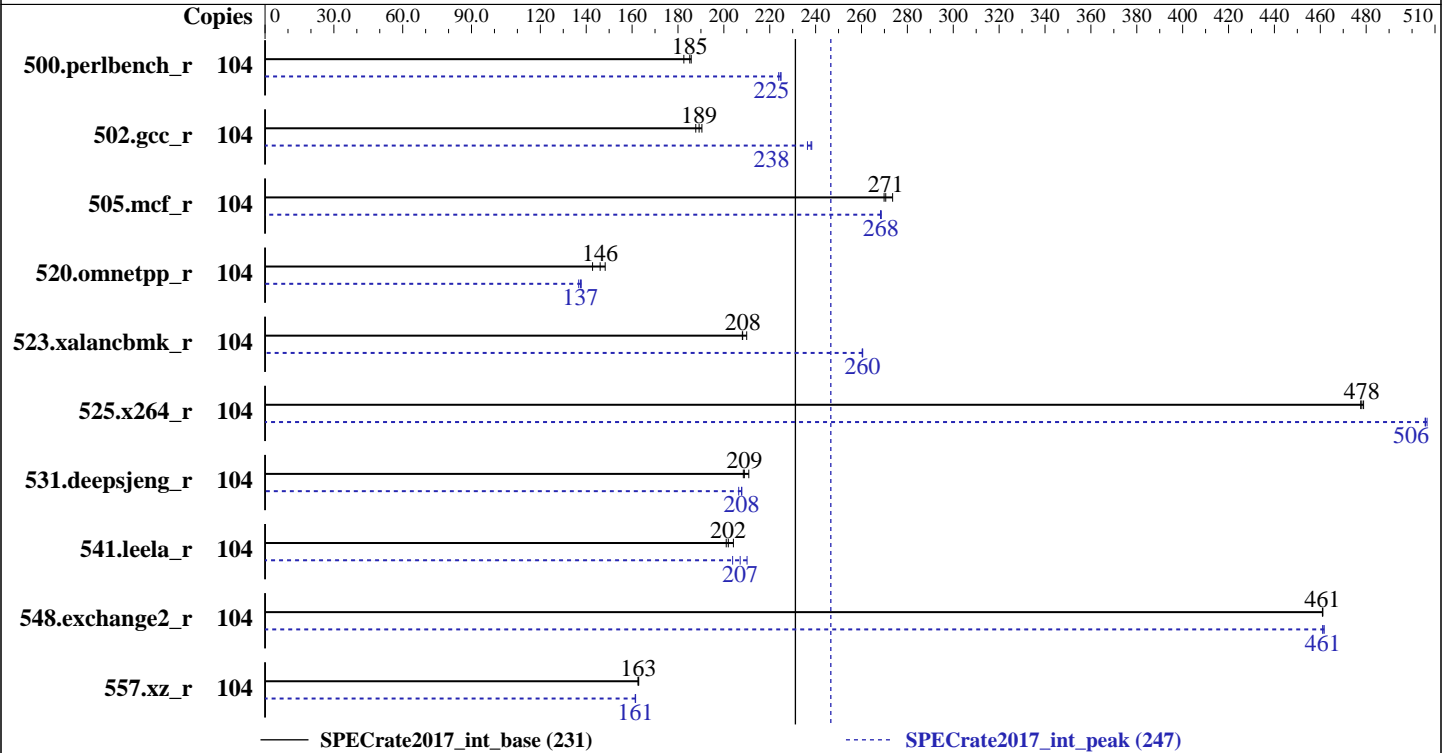 Copies 0 30.0 60.0 90.0 120 140 160 180 200 220 240 260 280 300 320 340 360 380 400 420 440 460 480 510
185
500.perlbench_r 104
225
189
502.gcc_r 104
238
271
505.mcf_r 104
268
146
520.omnetpp_r 104
137
208
523.xalancbmk_r 104
260
478
525.x264_r 104
506
209
531.deepsjeng_r 104
208
202
541.leela_r 104
207
461
548.exchange2_r 104
461
163
557.xz_r 104
161
SPECrate2017_int_base (231) SPECrate2017_int_peak (247)